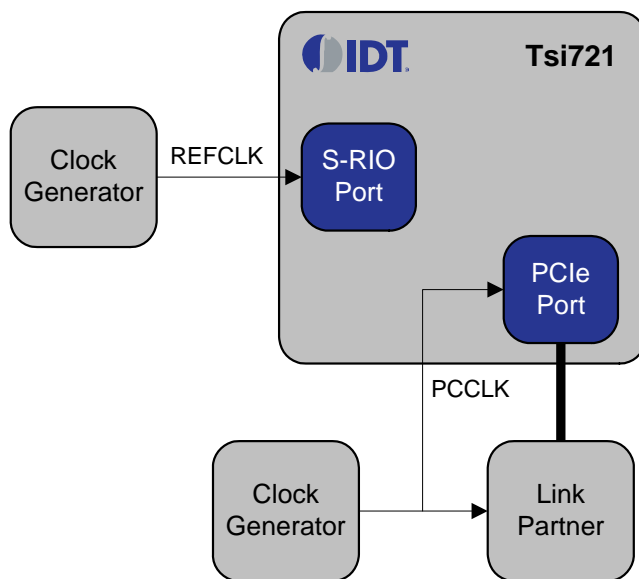 IDT. Tsi721
Clock
Generator
REFCLK
S-RIO
Port
PCIe
Port
PCCLK
Clock
Generator
Link
Partner